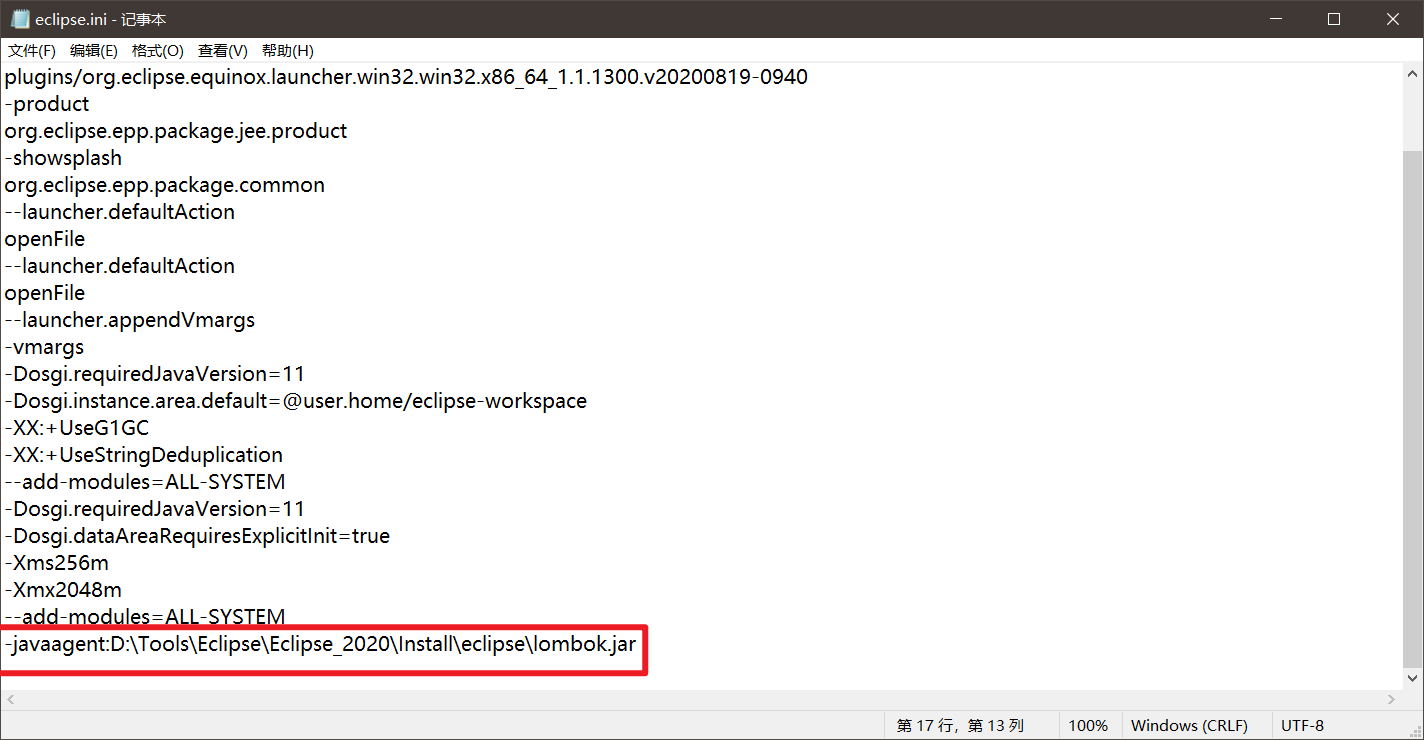 eclipse.ini - 记事本
文件(F) 编辑(E) 格式(O) 查看(V) 帮助(H)
plugins/org.eclipse.equinox.launcher.win32.win32.x86_64_1.1.1300.v20200819-0940
-product
org.eclipse.epp.package.jee.product
-showsplash
org.eclipse.epp.package.common
--launcher.defaultAction
openFile
--launcher.defaultAction
openFile
--launcher.appendVmargs
-vmargs
-Dosgi.requiredJavaVersion=11
-Dosgi.instance.area.default=@user.home/eclipse-workspace
-XX:+UseG1GC
-XX:+UseStringDeduplication
--add-modules=ALL-SYSTEM
-Dosgi.requiredJavaVersion=11
-Dosgi.dataAreaRequiresExplicitInit=true
-Xms256m
-Xmx2048m
--add-modules=ALL-SYSTEM
-javaagent:D:\Tools\Eclipse\Eclipse_2020\Install\eclipse\lombok.jar
第 17 行，第 13 列 100% Windows (CRLF) UTF-8